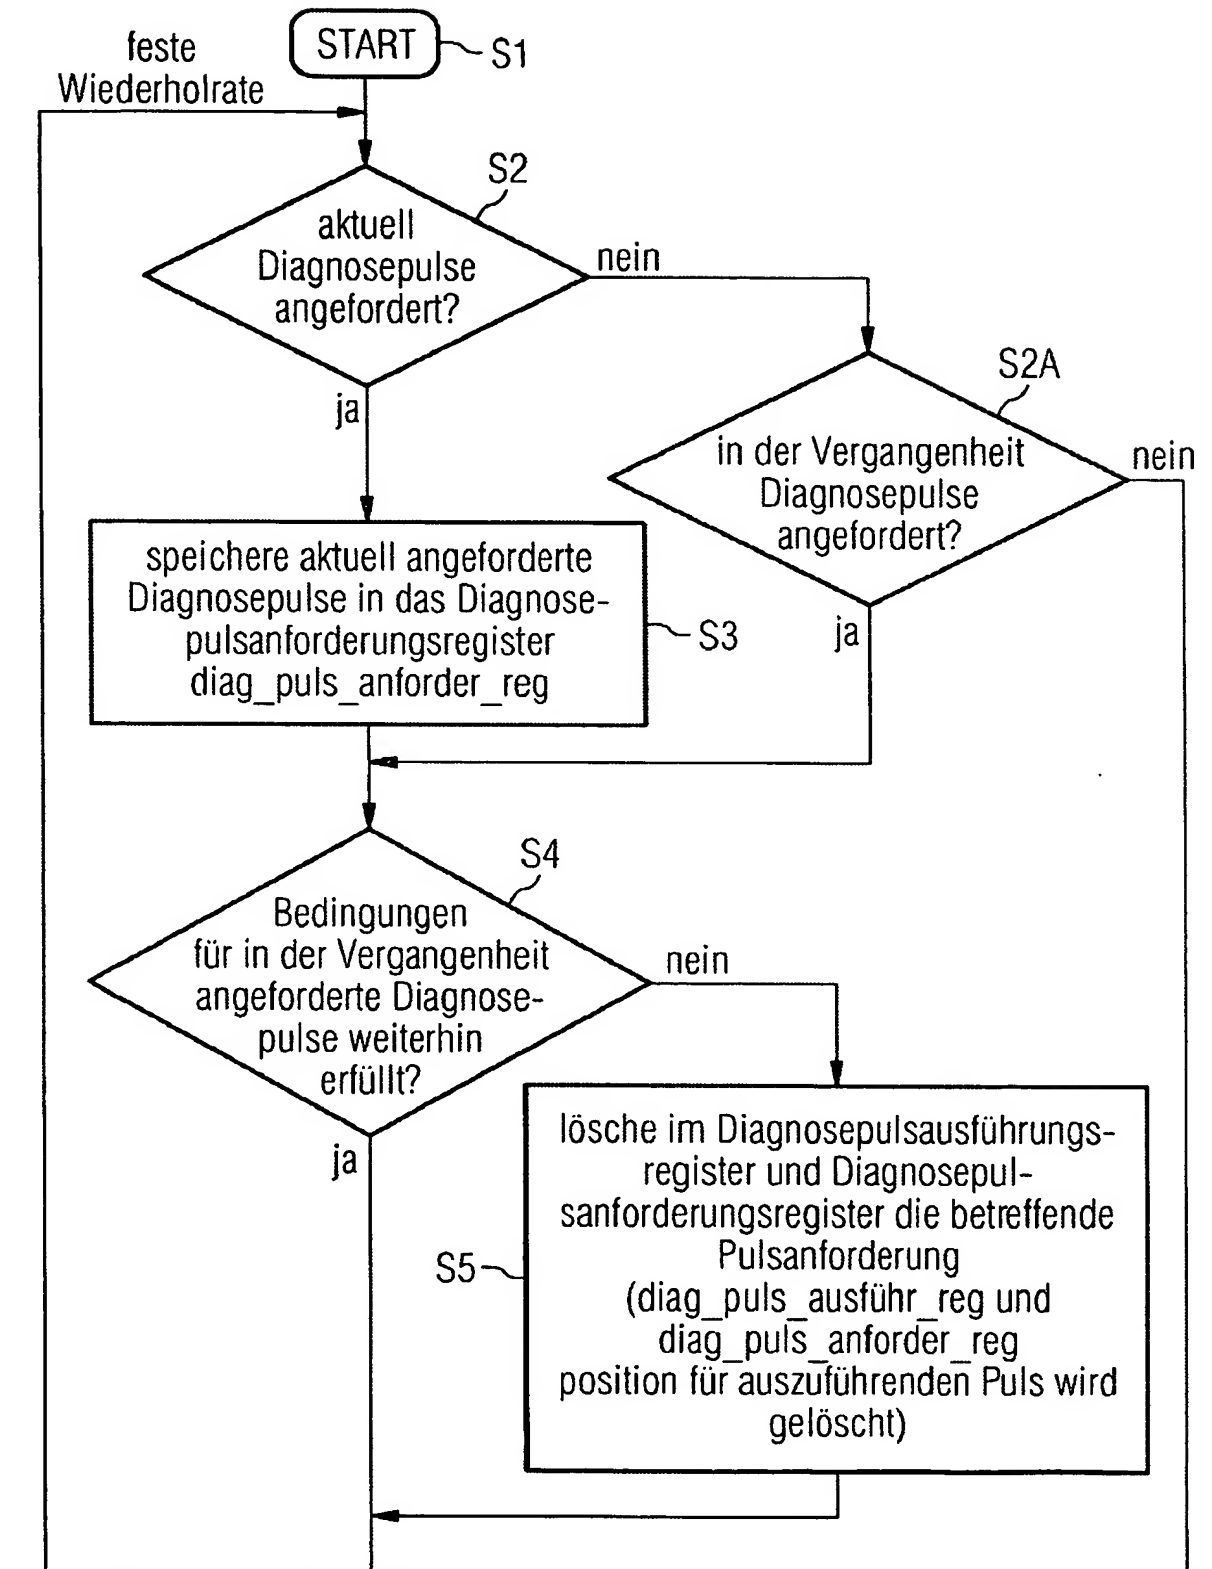 START
S1
feste
Wiederholrate
S2
aktuell
Diagnosepulse
angefordert?
nein
ja
S2A
in der Vergangenheit
Diagnosepulse
angefordert?
nein
ja
speichere aktuell angeforderte
Diagnosepulse in das Diagnose-
pulsanforderungsregister
diag_puls_anforder_reg
S3
S4
Bedingungen
für in der Vergangenheit
angeforderte Diagnose-
pulse weiterhin
erfüllt?
nein
ja
lösche im Diagnosepulsausführungs-
register und Diagnosepul-
sanforderungsregister die betreffende
Pulsanforderung
(diag_puls_ausführ_reg und
diag_puls_anforder_reg
position für auszuführenden Puls wird
gelöscht)
S5